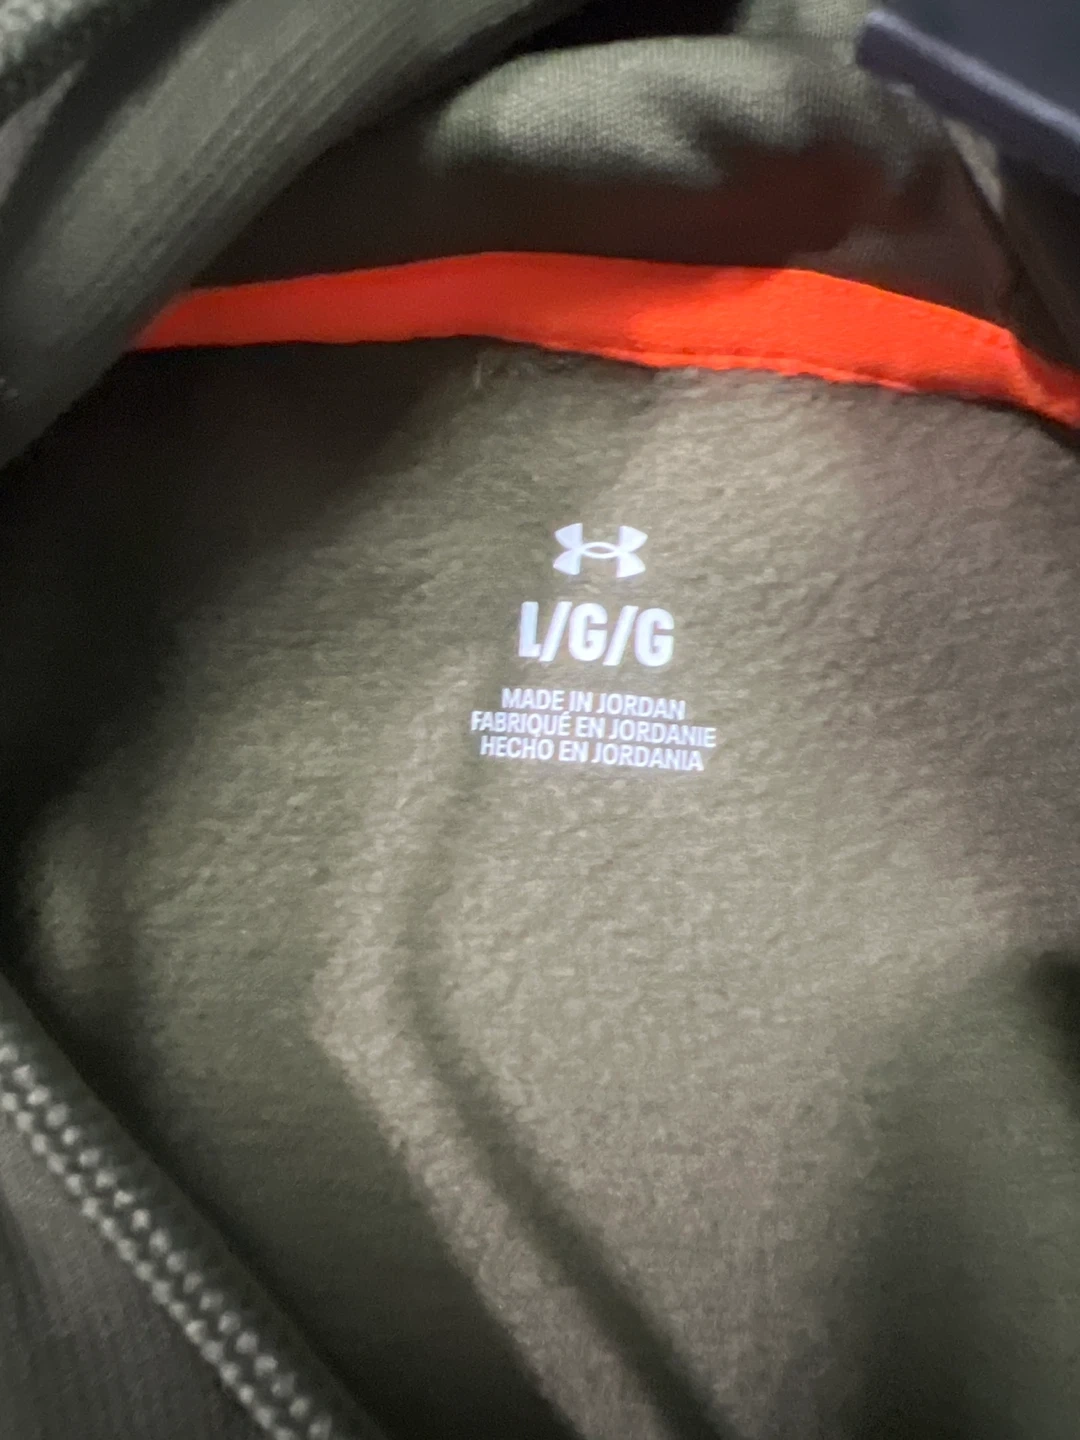 L/G/G
MADE IN JORDAN
FABRIQUÉ EN JORDANIE
HECHO EN JORDANIA